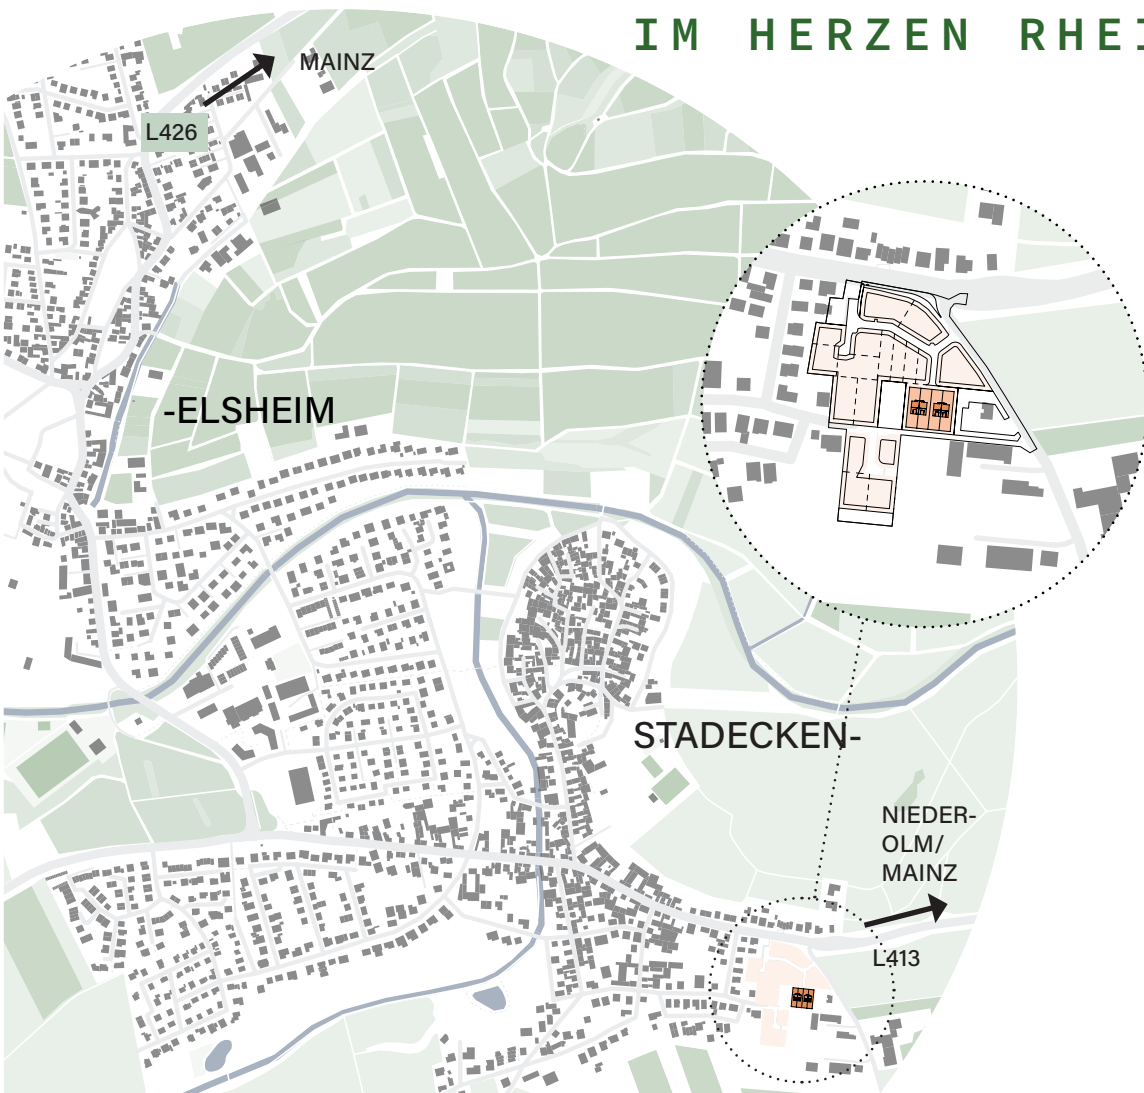 IM HERZEN RHEI
MAINZ
L426
-ELSHEIM
STADECKEN-
NIEDER-
OLM/
MAINZ
L413